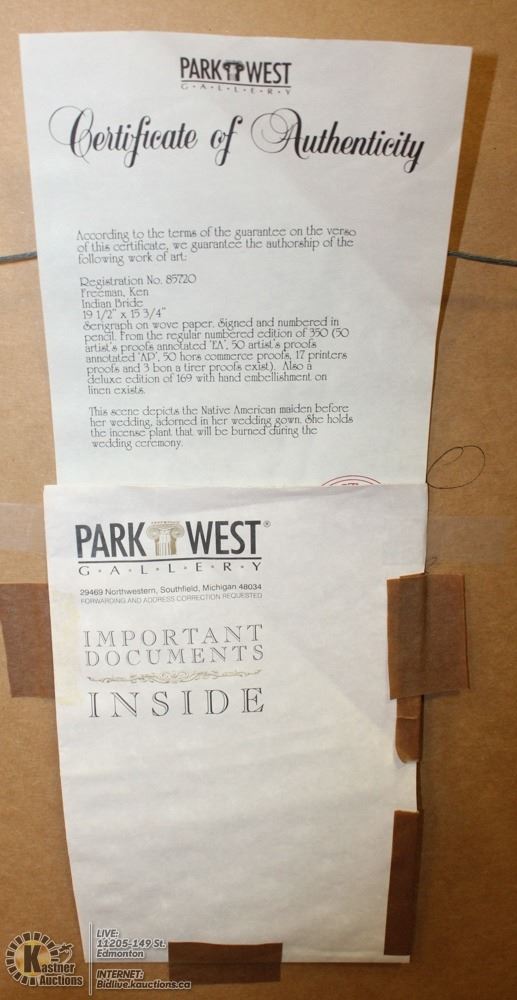 PARK WEST
G·A·L·L·E·R·Y
Certificate of Authenticity
According to the terms of the guarantee on the verso
of this certificate, we guarantee the authorship of the
following work of art:
Registration No. 85720
Freeman, Ken
Indian Bride
19 1/2" x 15 3/4"
Serigraph on wove paper. Signed and numbered in
pencil. From the regular numbered edition of 350 (50
artist's proofs annotated "EA", 50 artist's proofs
annotated "AP", 50 hors commerce proofs, 17 printers
proofs and 3 bon a tirer proofs exist). Also a
deluxe edition of 169 with hand embellishment on
linen exists.
This scene depicts the Native American maiden before
her wedding, adorned in her wedding gown. She holds
the incense plant that will be burned during the
wedding ceremony.
PARK WEST®
G·A·L·L·E·R·Y
29469 Northwestern, Southfield, Michigan 48034
FORWARDING AND ADDRESS CORRECTION REQUESTED
IMPORTANT
DOCUMENTS
INSIDE
Kastner
Auctions
LIVE:
11205-149 St.
Edmonton
INTERNET:
Bidlive.kauctions.ca